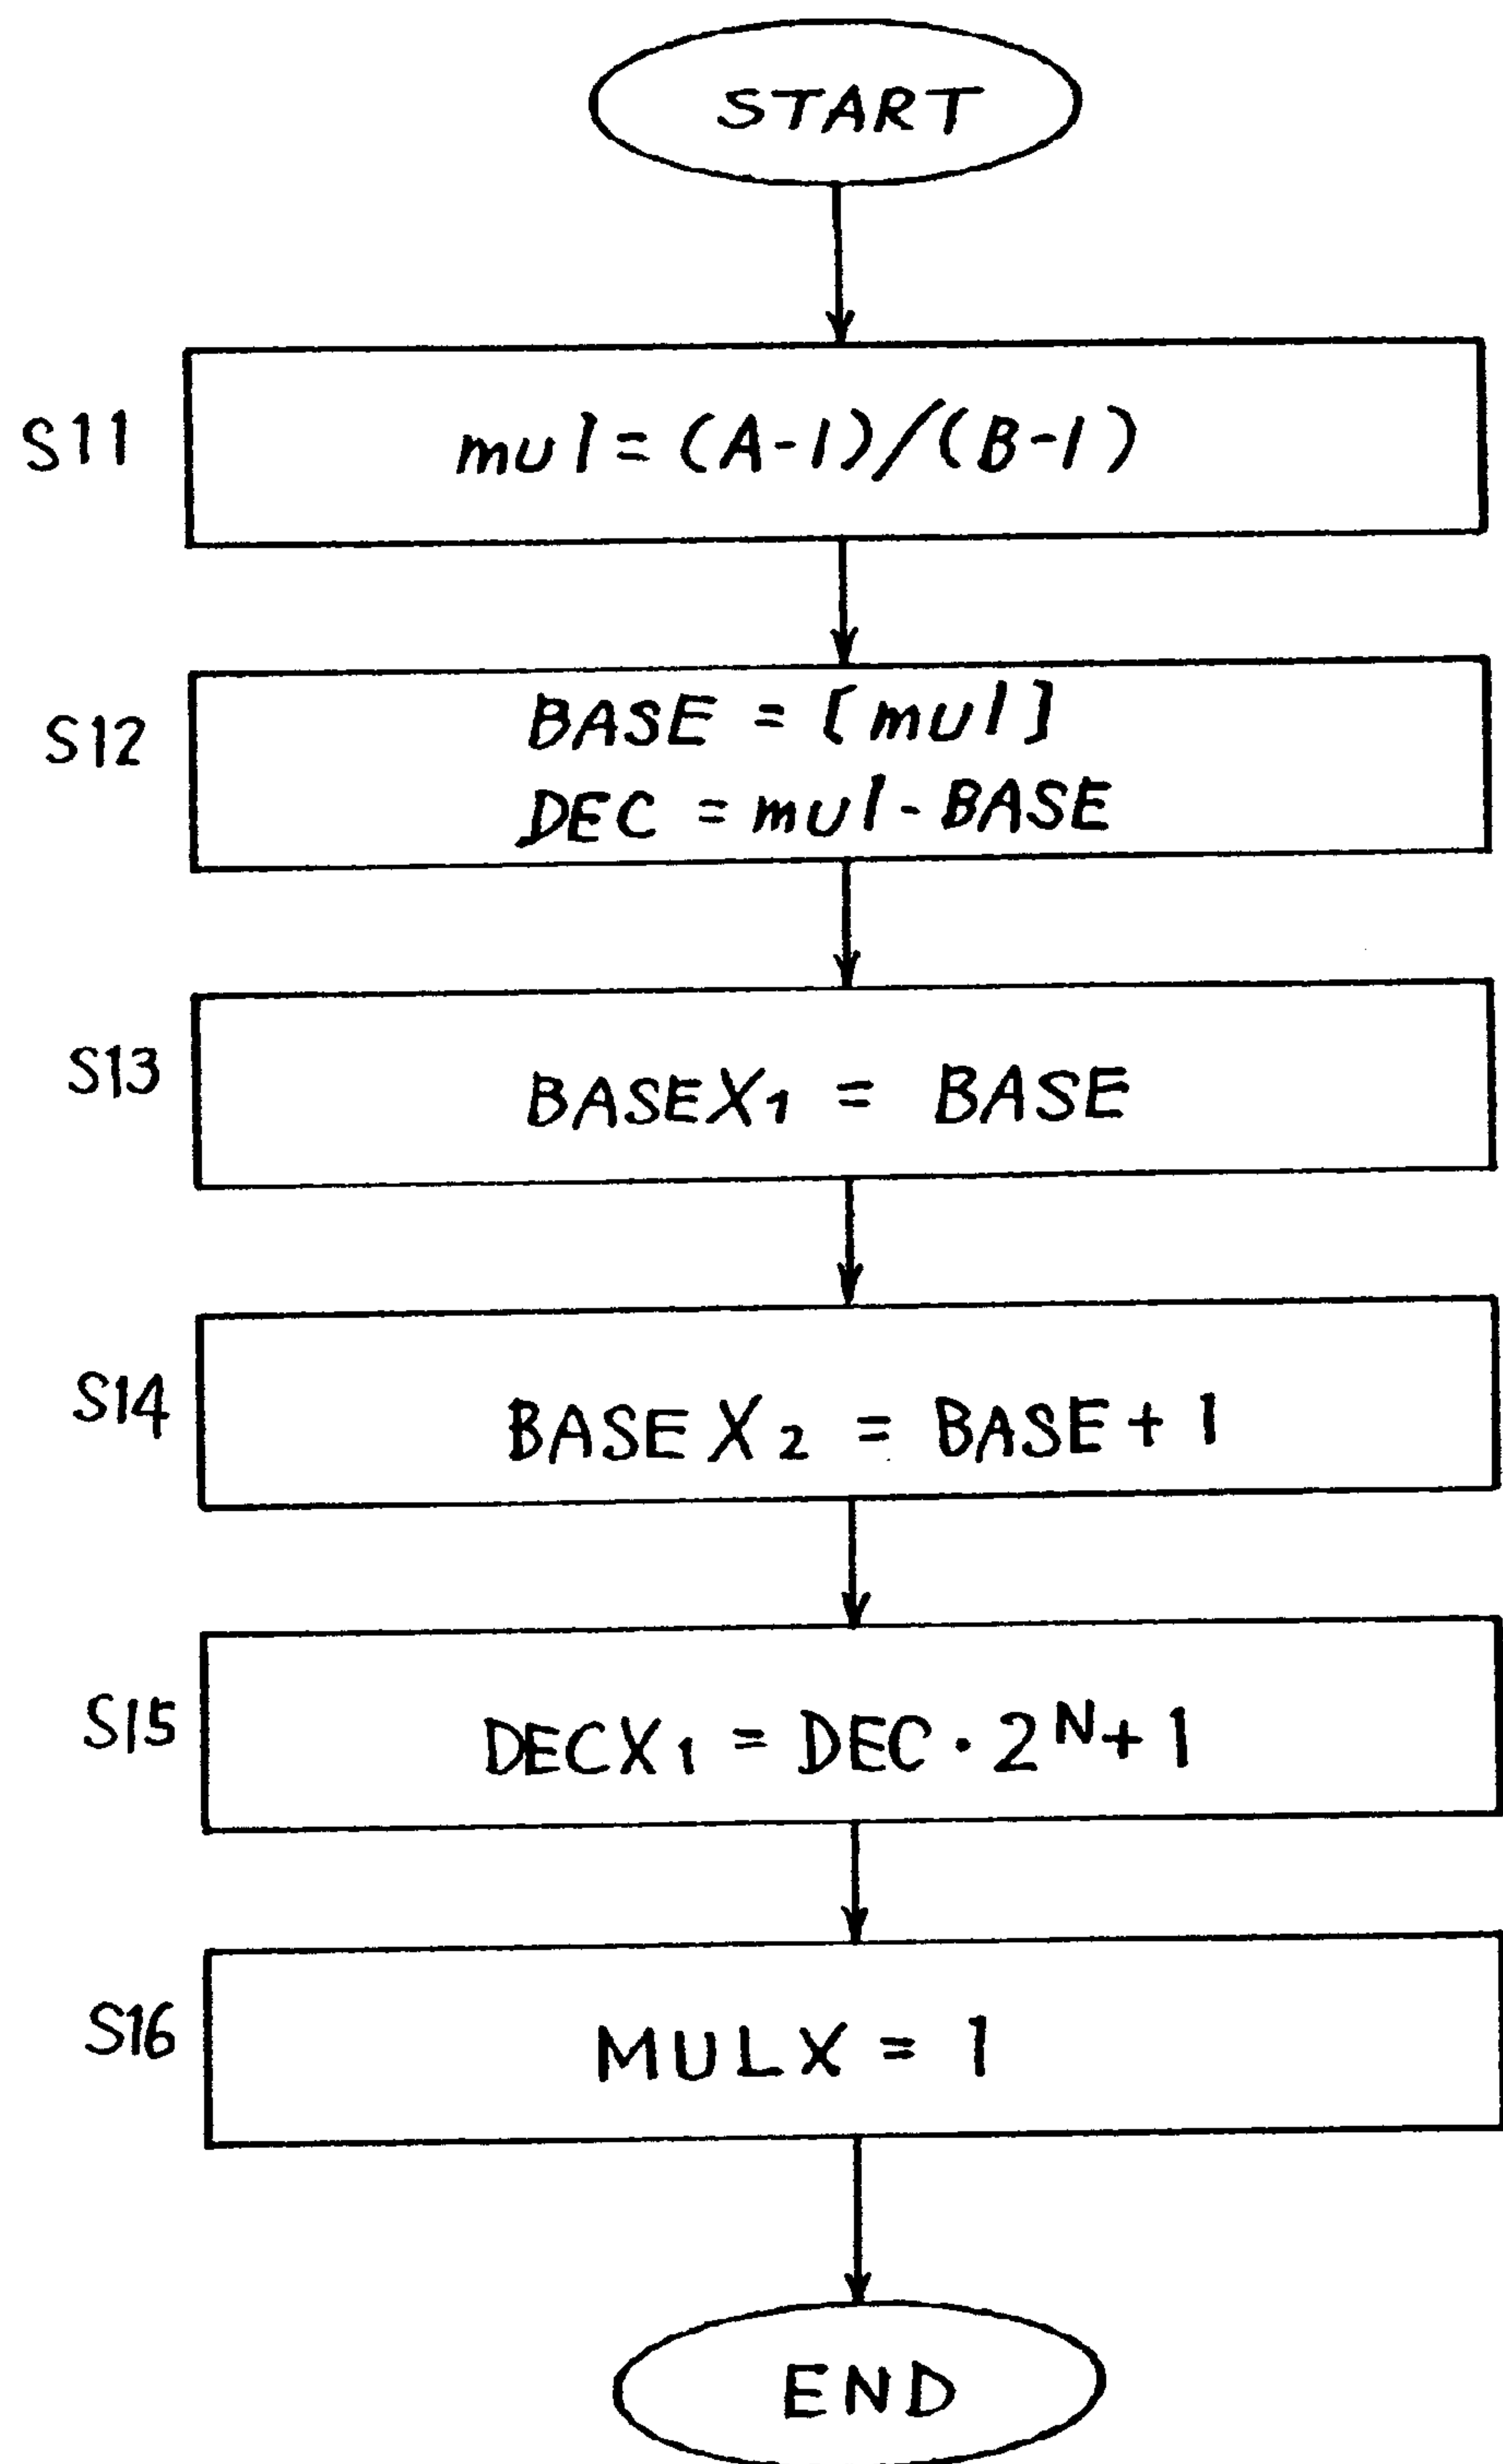 START
S11
mul = (A-1)/(B-1)
S12
BASE = [mul]
DEC = mul - BASE
S13
BASEX₁ = BASE
S14
BASEX₂ = BASE + 1
S15
DECX₁ = DEC · 2ᴺ + 1
S16
MULX = 1
END